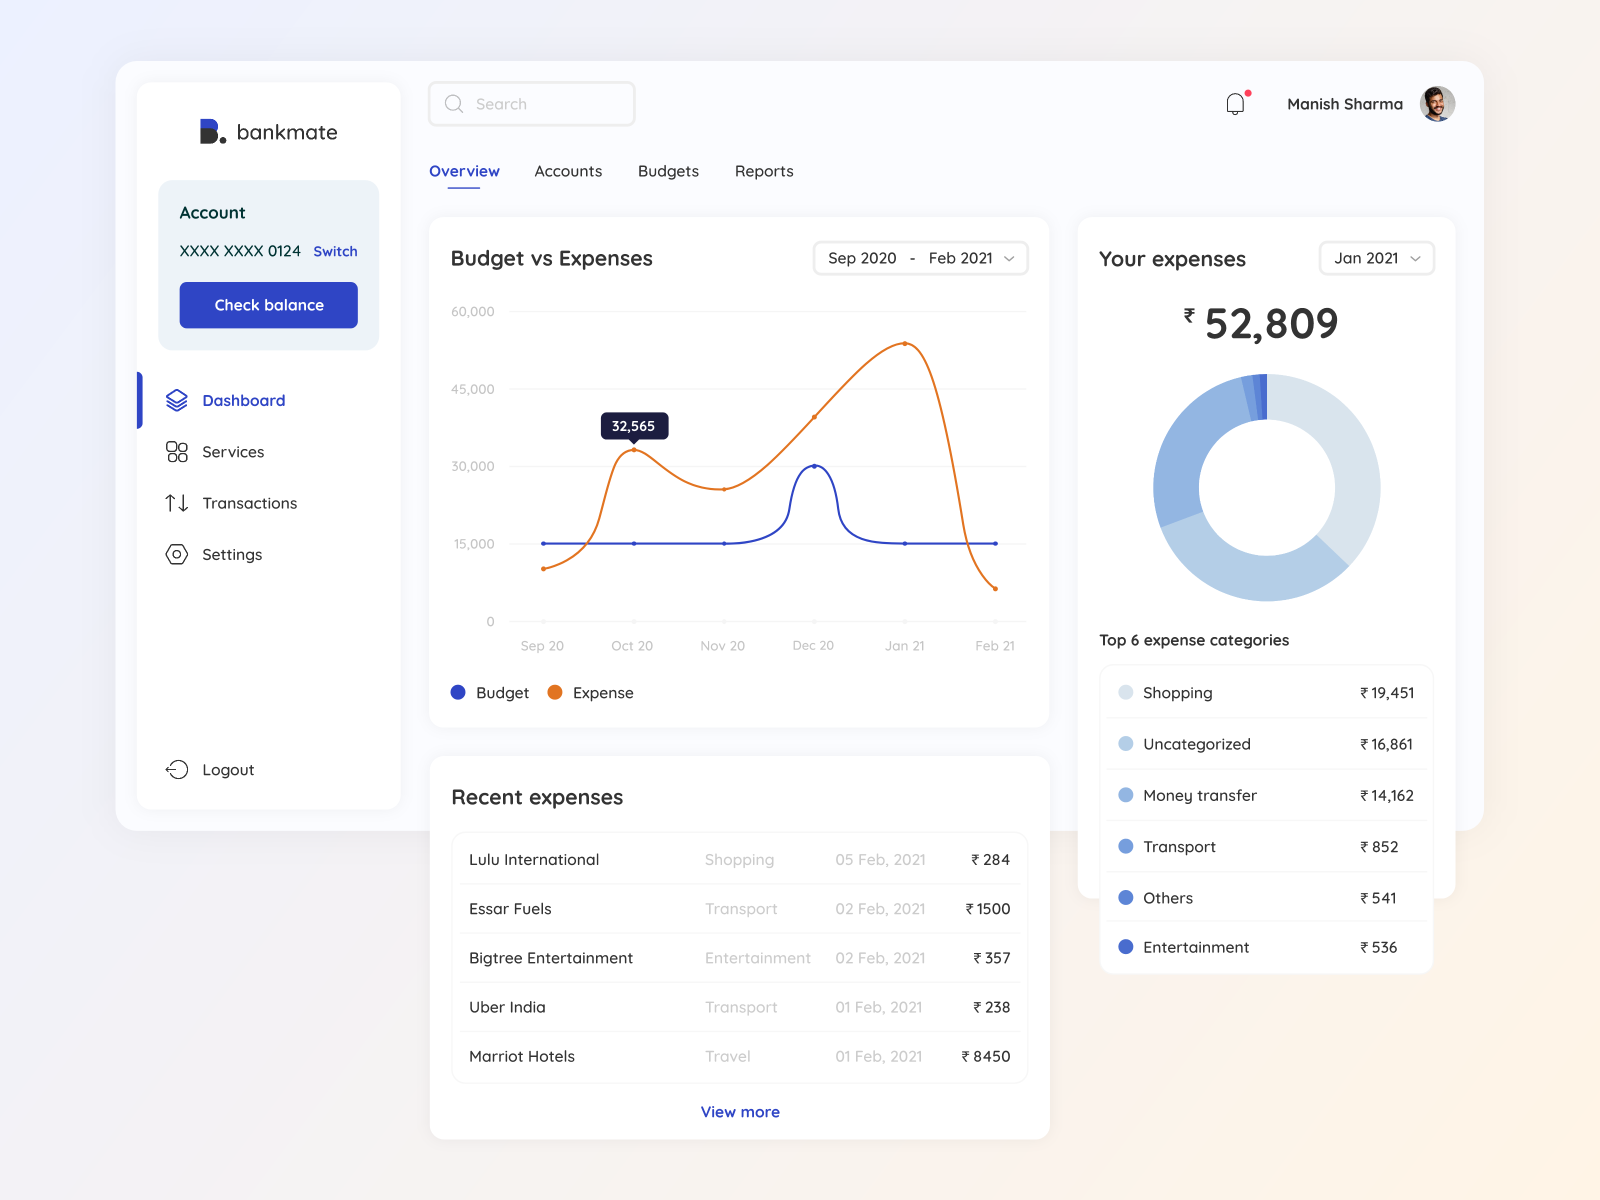 B. bankmate
Account
XXXX XXXX 0124 Switch
Check balance
Dashboard
Services
Transactions
Settings
Logout
Search
Manish Sharma
Overview Accounts Budgets Reports
Budget vs Expenses
Sep 2020 - Feb 2021
60,000
45,000
30,000
15,000
0
32,565
Sep 20 Oct 20 Nov 20 Dec 20 Jan 21 Feb 21
Budget Expense
Recent expenses
Lulu International Shopping 05 Feb, 2021 ₹ 284
Essar Fuels Transport 02 Feb, 2021 ₹ 1500
Bigtree Entertainment Entertainment 02 Feb, 2021 ₹ 357
Uber India Transport 01 Feb, 2021 ₹ 238
Marriot Hotels Travel 01 Feb, 2021 ₹ 8450
View more
Your expenses
Jan 2021
₹ 52,809
Top 6 expense categories
Shopping ₹ 19,451
Uncategorized ₹ 16,861
Money transfer ₹ 14,162
Transport ₹ 852
Others ₹ 541
Entertainment ₹ 536